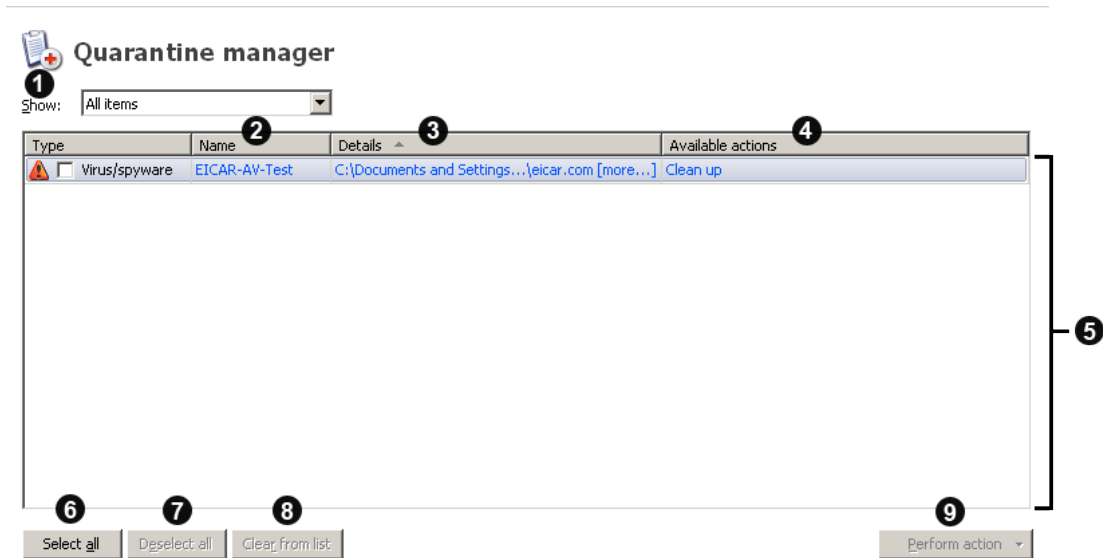 Quarantine manager
1
Show: All items
2 3 4
Type Name Details Available actions
Virus/spyware EICAR-AV-Test C:\Documents and Settings...\eicar.com [more...] Clean up
5
6 7 8 9
Select all Deselect all Clear from list Perform action